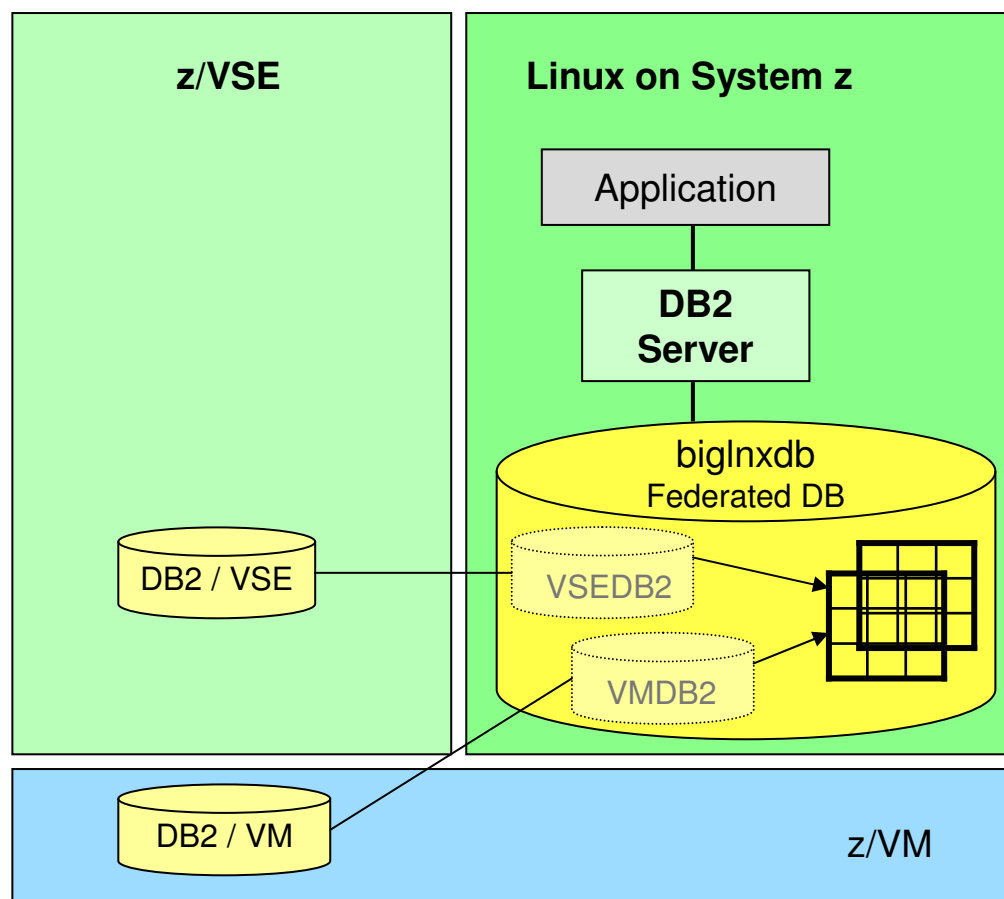 z/VSE
Linux on System z
Application
DB2
Server
biglnxdb
Federated DB
DB2 / VSE
VSEDB2
VMDB2
DB2 / VM
z/VM